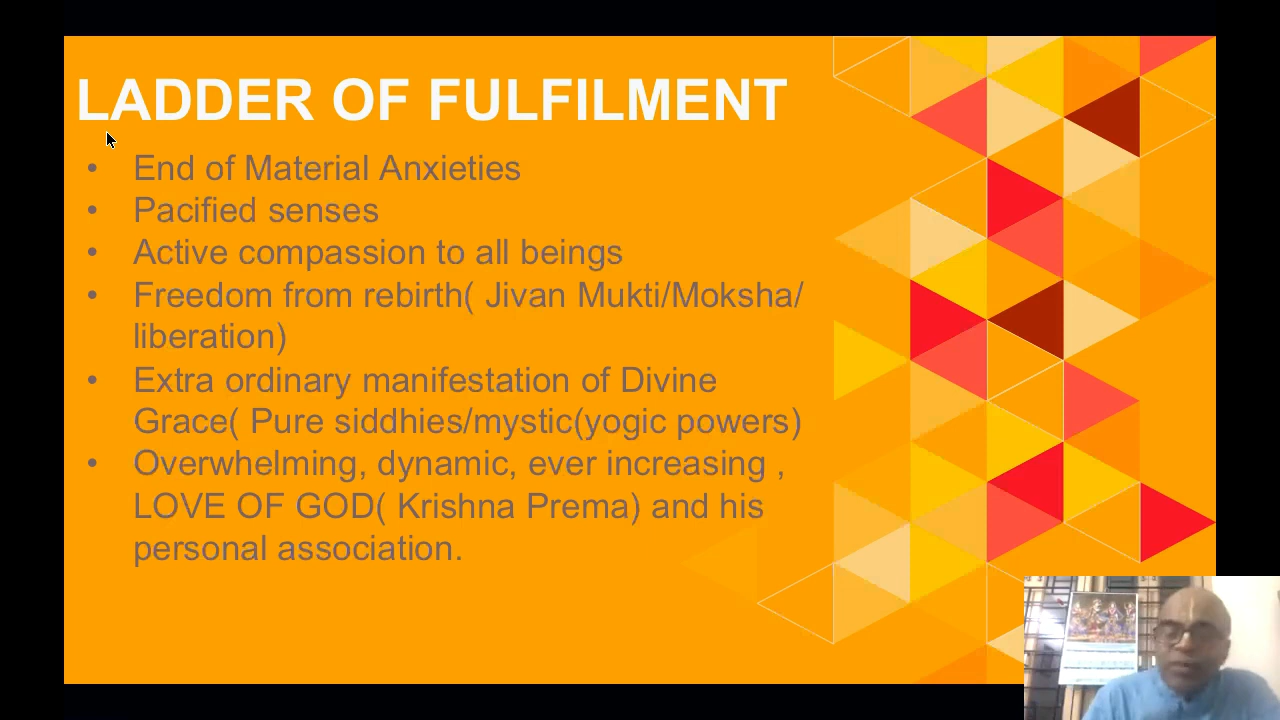 LADDER OF FULFILMENT
• End of Material Anxieties
• Pacified senses
• Active compassion to all beings
• Freedom from rebirth( Jivan Mukti/Moksha/
liberation)
• Extra ordinary manifestation of Divine
Grace( Pure siddhies/mystic(yogic powers)
• Overwhelming, dynamic, ever increasing ,
LOVE OF GOD( Krishna Prema) and his
personal association.